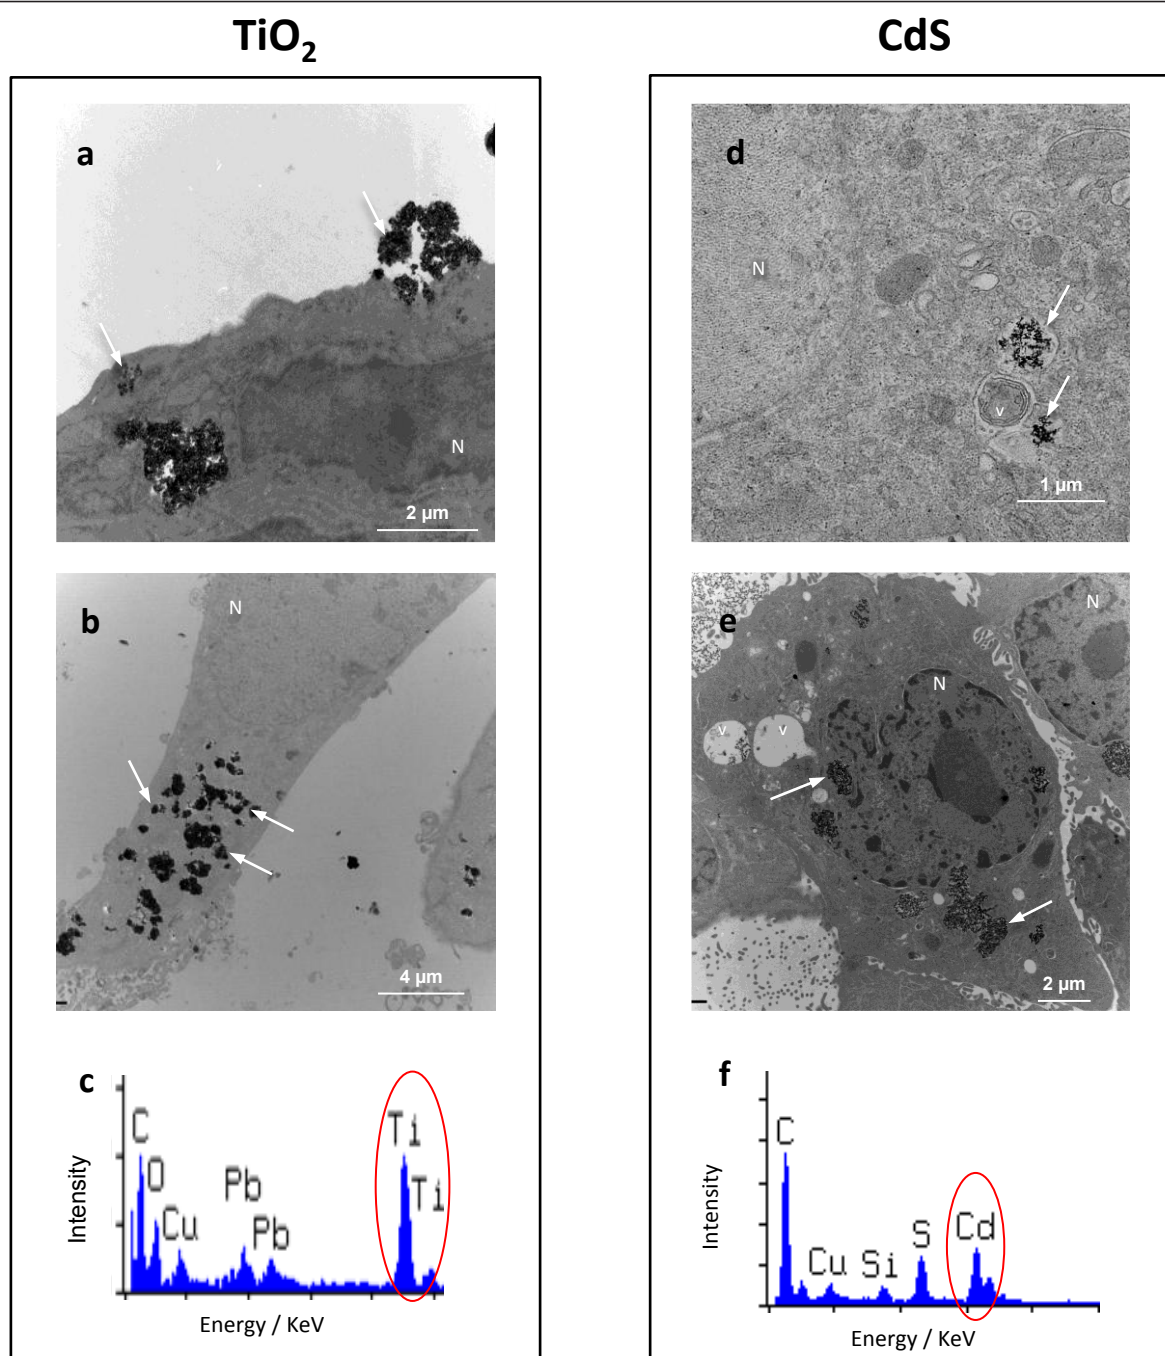 TiO₂
CdS
a
N
2 µm
b
N
4 µm
c
C
O
Cu
Pb
Pb
Ti
Ti
Intensity
Energy / KeV
d
N
v
1 µm
e
N
N
v
v
2 µm
f
C
Cu
Si
S
Cd
Intensity
Energy / KeV